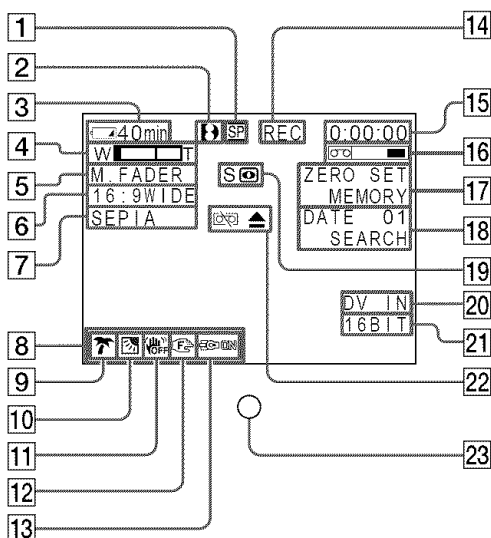 1
2
3
4
5
6
7
8
9
10
11
12
13
14
15
16
17
18
19
20
21
22
23
40min
SP
REC
0:00:00
W T
M. FADER
16:9WIDE
SEPIA
S
ZERO SET
MEMORY
DATE 01
SEARCH
DV IN
16BIT
OFF
F
ON